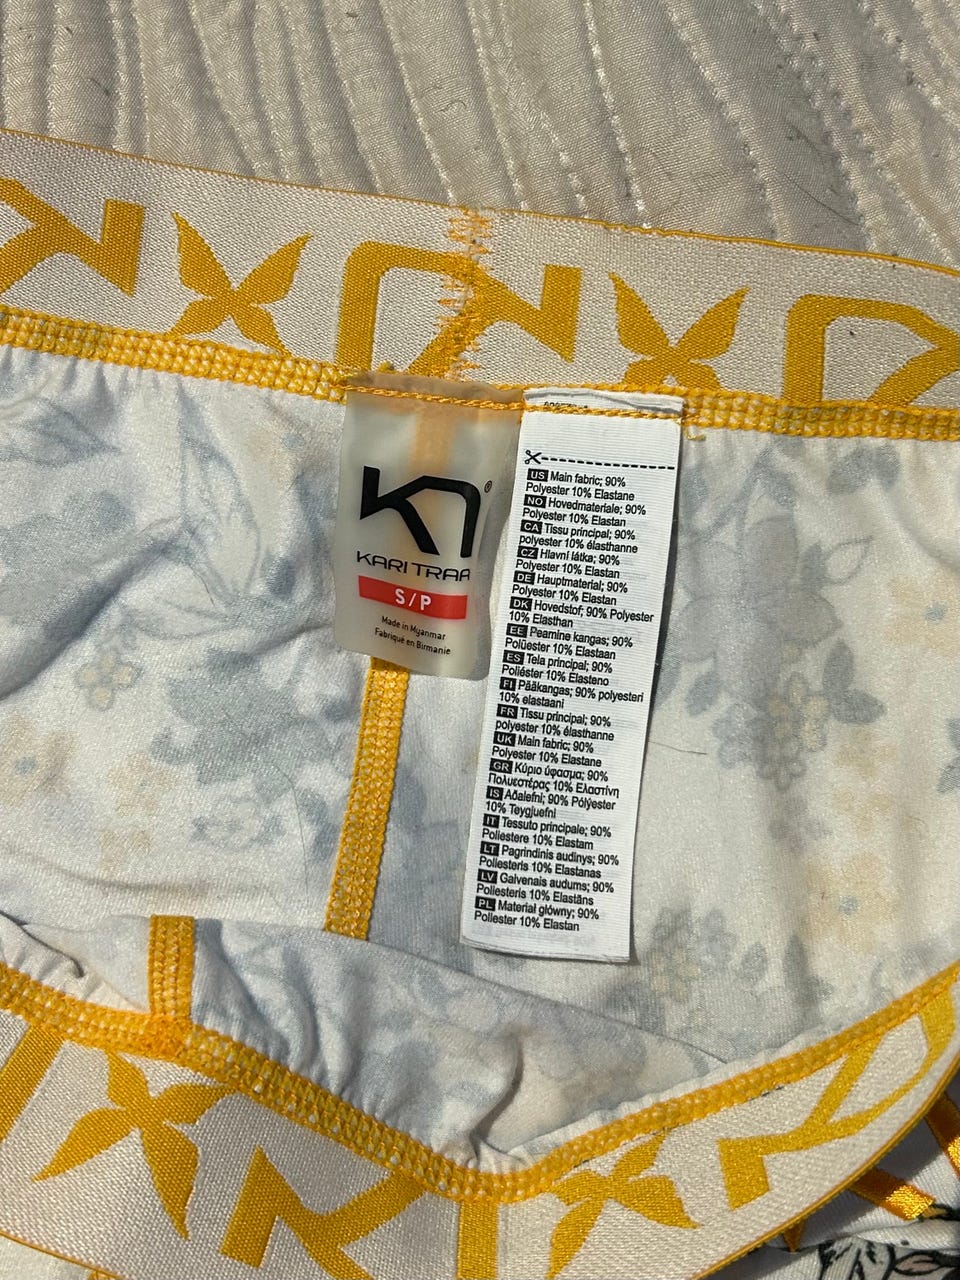 KARI TRAA
S/P
Made in Myanmar
Fabriqué en Birmanie
US Main fabric; 90%
Polyester 10% Elastane
NO Hovedmateriale; 90%
Polyester 10% Elastan
CA Tissu principal; 90%
polyester 10% élasthanne
CZ Hlavní látka; 90%
Polyester 10% Elastan
DE Hauptmaterial; 90%
Polyester 10% Elastan
DK Hovedstof; 90% Polyester
10% Elasthan
EE Peamine kangas; 90%
Polüester 10% Elastaan
ES Tela principal; 90%
Poliéster 10% Elasteno
FI Pääkangas; 90% polyesteri
10% elastaani
FR Tissu principal; 90%
polyester 10% élasthanne
UK Main fabric; 90%
Polyester 10% Elastane
GR Κύριο ύφασμα; 90%
Πολυεστέρας 10% Ελαστίνη
IS Aðalefni; 90% Pólýester
10% Teygjuefni
IT Tessuto principale; 90%
Poliestere 10% Elastam
LT Pagrindinis audinys; 90%
Poliesteris 10% Elastanas
LV Galvenais audums; 90%
Poliesteris 10% Elastāns
PL Materiał główny; 90%
Poliester 10% Elastan